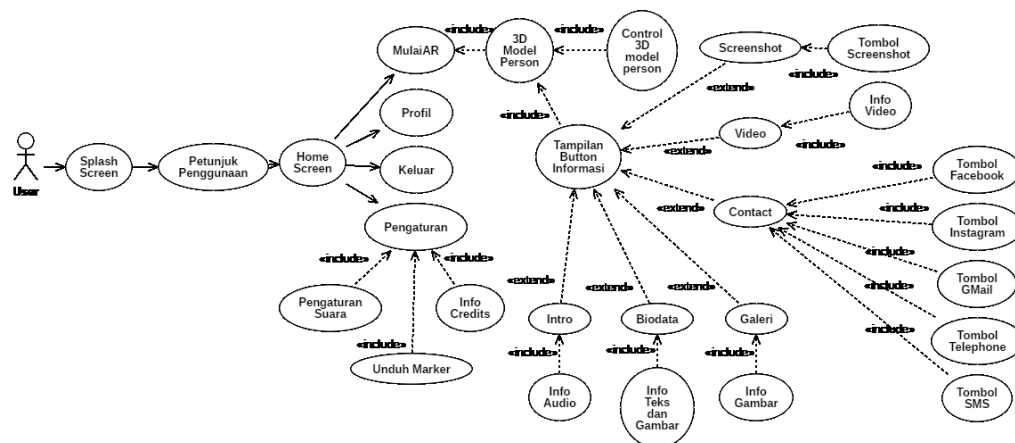 «include»
«include»
MulaiAR
3D
Model
Person
Control
3D
model
person
Screenshot
Tombol
Screenshot
«include»
«extend»
«include»
Info
Video
Profil
Video
«extend»
«include»
Tampilan
Button
Informasi
User
Splash
Screen
Petunjuk
Penggunaan
Home
Screen
Keluar
«include»
Tombol
Facebook
«extend»
Contact
«include»
Tombol
Instagram
Pengaturan
«include»
«include»
«include»
Tombol
GMail
«include»
Pengaturan
Suara
Info
Credits
«extend»
«extend»
«extend»
Intro
Biodata
Galeri
«include»
Tombol
Telephone
«include»
Unduh Marker
«include»
«include»
«include»
Info
Audio
Info
Teks
dan
Gambar
Info
Gambar
Tombol
SMS